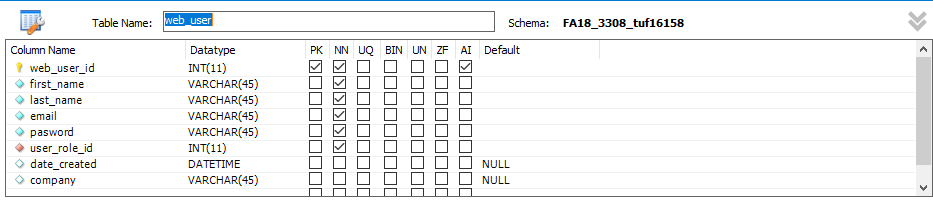 Table Name: web_user Schema: FA18_3308_tuf16158
Column Name Datatype PK NN UQ BIN UN ZF AI Default
web_user_id INT(11)
first_name VARCHAR(45)
last_name VARCHAR(45)
email VARCHAR(45)
pasword VARCHAR(45)
user_role_id INT(11)
date_created DATETIME NULL
company VARCHAR(45) NULL